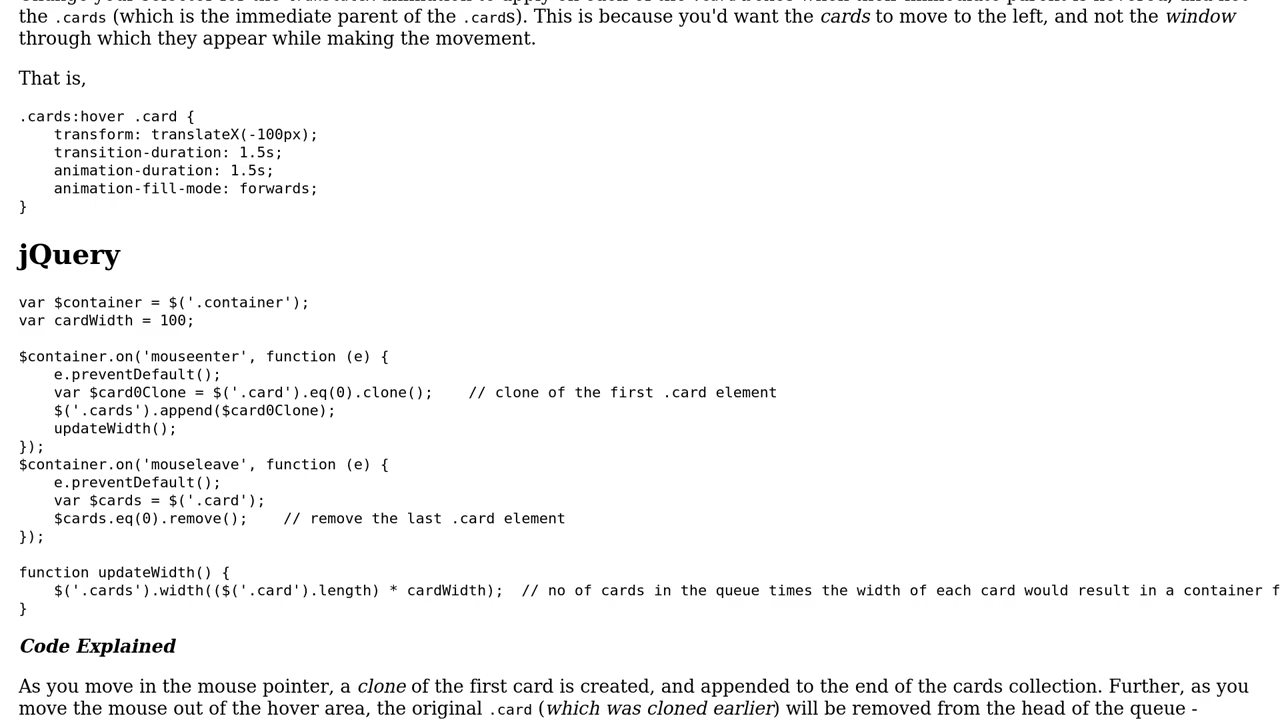 the .cards (which is the immediate parent of the .cards). This is because you'd want the cards to move to the left, and not the window
through which they appear while making the movement.
That is,
.cards:hover .card {
    transform: translateX(-100px);
    transition-duration: 1.5s;
    animation-duration: 1.5s;
    animation-fill-mode: forwards;
}
jQuery
var $container = $('.container');
var cardWidth = 100;
$container.on('mouseenter', function (e) {
    e.preventDefault();
    var $card0Clone = $('.card').eq(0).clone();    // clone of the first .card element
    $('.cards').append($card0Clone);
    updateWidth();
});
$container.on('mouseleave', function (e) {
    e.preventDefault();
    var $cards = $('.card');
    $cards.eq(0).remove();    // remove the last .card element
});
function updateWidth() {
    $('.cards').width(($('.card').length) * cardWidth);  // no of cards in the queue times the width of each card would result in a container f
}
Code Explained
As you move in the mouse pointer, a clone of the first card is created, and appended to the end of the cards collection. Further, as you
move the mouse out of the hover area, the original .card (which was cloned earlier) will be removed from the head of the queue -